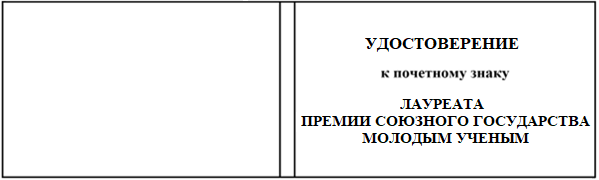 УДОСТОВЕРЕНИЕ
к почетному знаку
ЛАУРЕАТА
ПРЕМИИ СОЮЗНОГО ГОСУДАРСТВА
МОЛОДЫМ УЧЕНЫМ